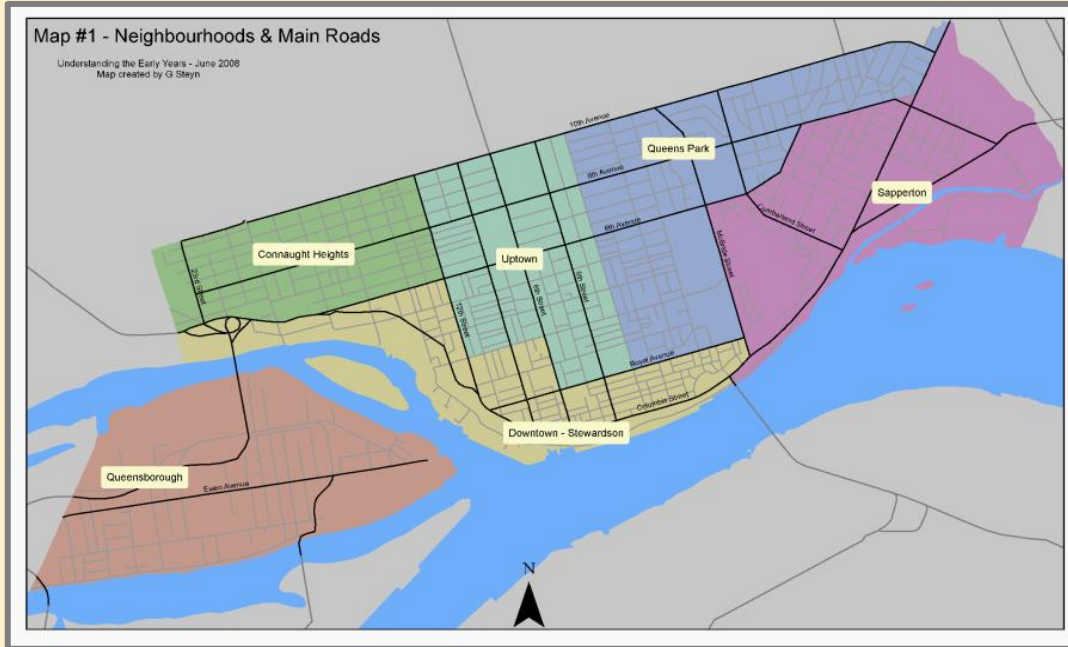 Map #1 - Neighbourhoods & Main Roads
Understanding the Early Years - June 2008
Map created by G Steyn
10th Avenue
Queens Park
8th Avenue
Sapperton
Cumberland Street
6th Avenue
McBride Street
Connaught Heights
Uptown
23rd Street
12th Street
8th Street
6th Street
Royal Avenue
Columbia Street
Downtown - Stewardson
Queensborough
Ewen Avenue
N